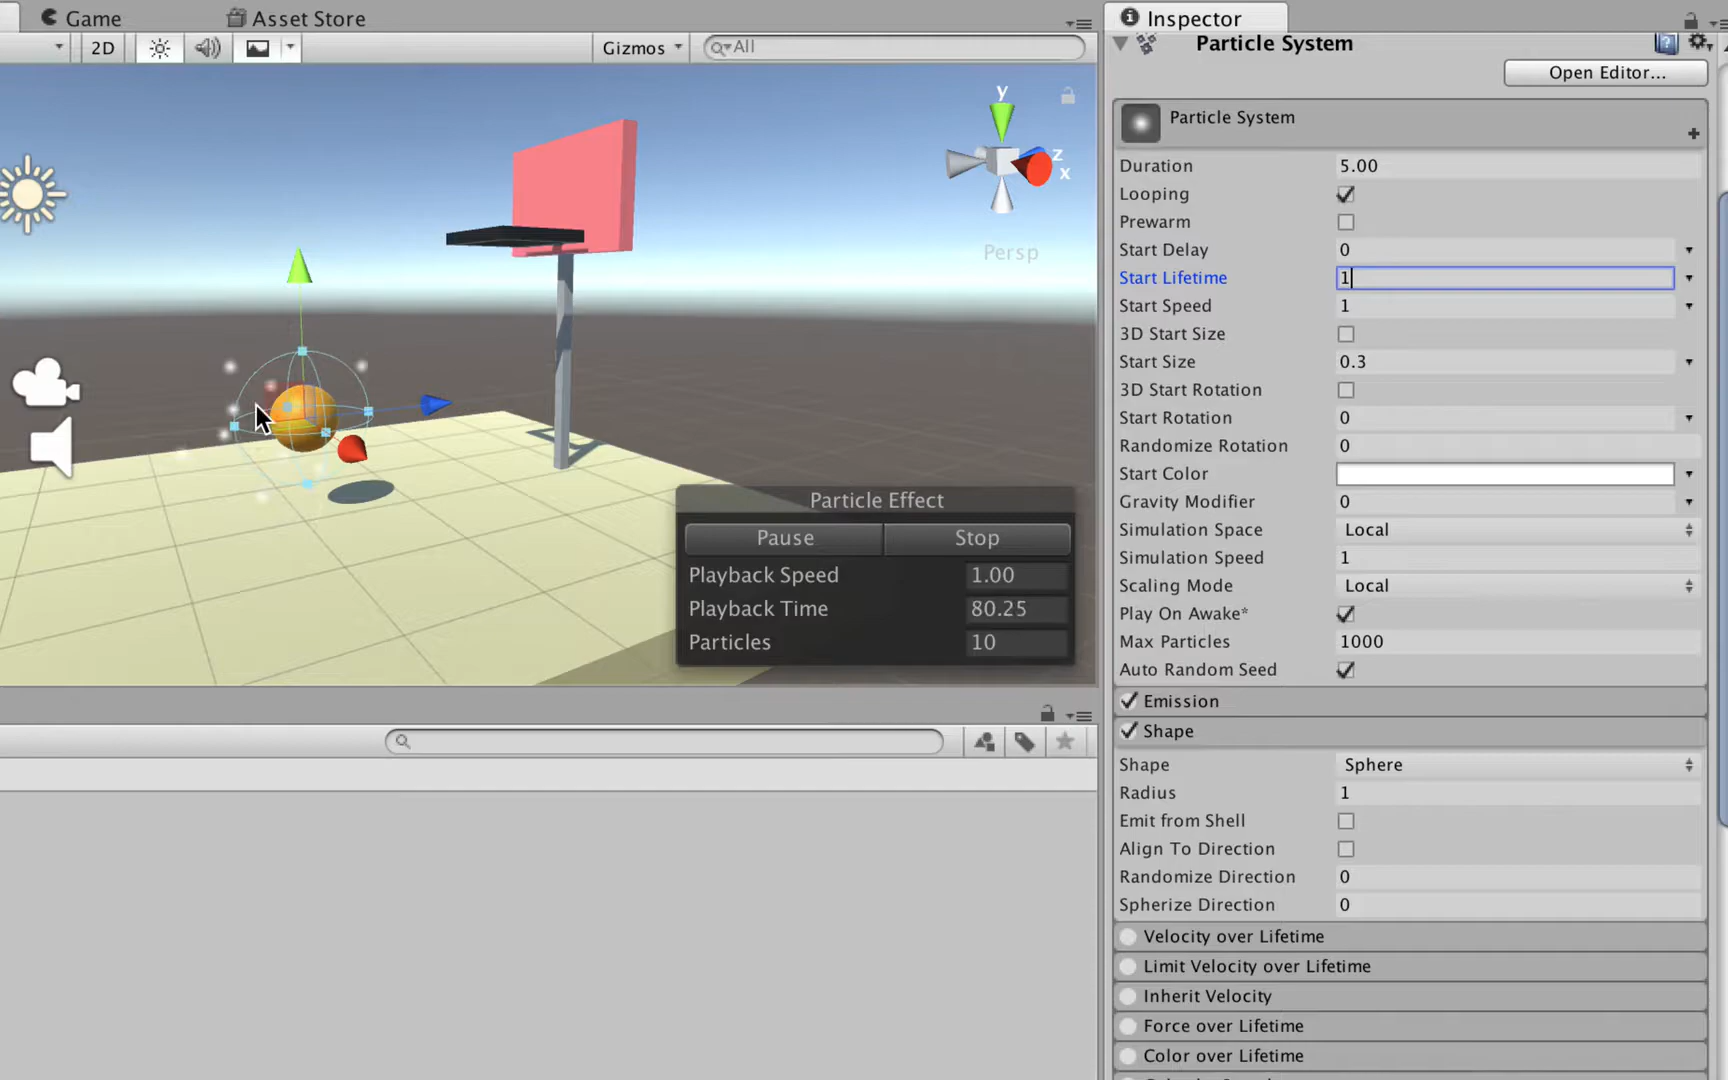 Game
Asset Store
Inspector
2D
Gizmos
All
Particle System
Open Editor...
y
z
x
Persp
Particle System
Duration 5.00
Looping
Prewarm
Start Delay 0
Start Lifetime 1
Start Speed 1
3D Start Size
Start Size 0.3
3D Start Rotation
Start Rotation 0
Randomize Rotation 0
Start Color
Gravity Modifier 0
Simulation Space Local
Simulation Speed 1
Scaling Mode Local
Play On Awake*
Max Particles 1000
Auto Random Seed
Particle Effect
Pause Stop
Playback Speed 1.00
Playback Time 80.25
Particles 10
Emission
Shape
Shape Sphere
Radius 1
Emit from Shell
Align To Direction
Randomize Direction 0
Spherize Direction 0
Velocity over Lifetime
Limit Velocity over Lifetime
Inherit Velocity
Force over Lifetime
Color over Lifetime